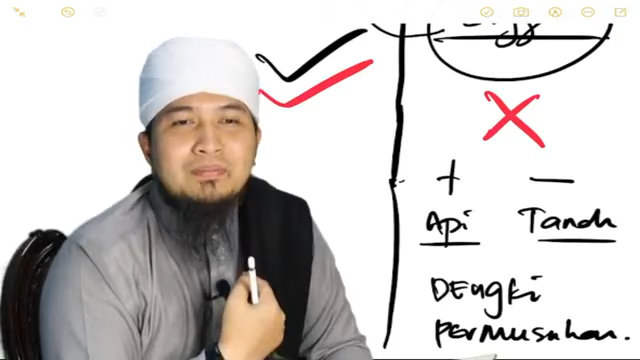 + −
Api Tanah
DEngki
PERMUSUHAN.